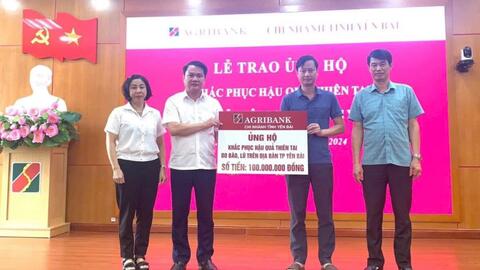 AGRIBANK CHI NHÁNH TỈNH YÊN BÁI
LỄ TRAO ỦNG HỘ
KHẮC PHỤC HẬU QUẢ THIÊN TAI
2024
AGRIBANK
CHI NHÁNH TỈNH YÊN BÁI
ỦNG HỘ
KHẮC PHỤC HẬU QUẢ THIÊN TAI
DO BÃO, LŨ TRÊN ĐỊA BÀN TP YÊN BÁI
SỐ TIỀN: 100.000.000 ĐỒNG